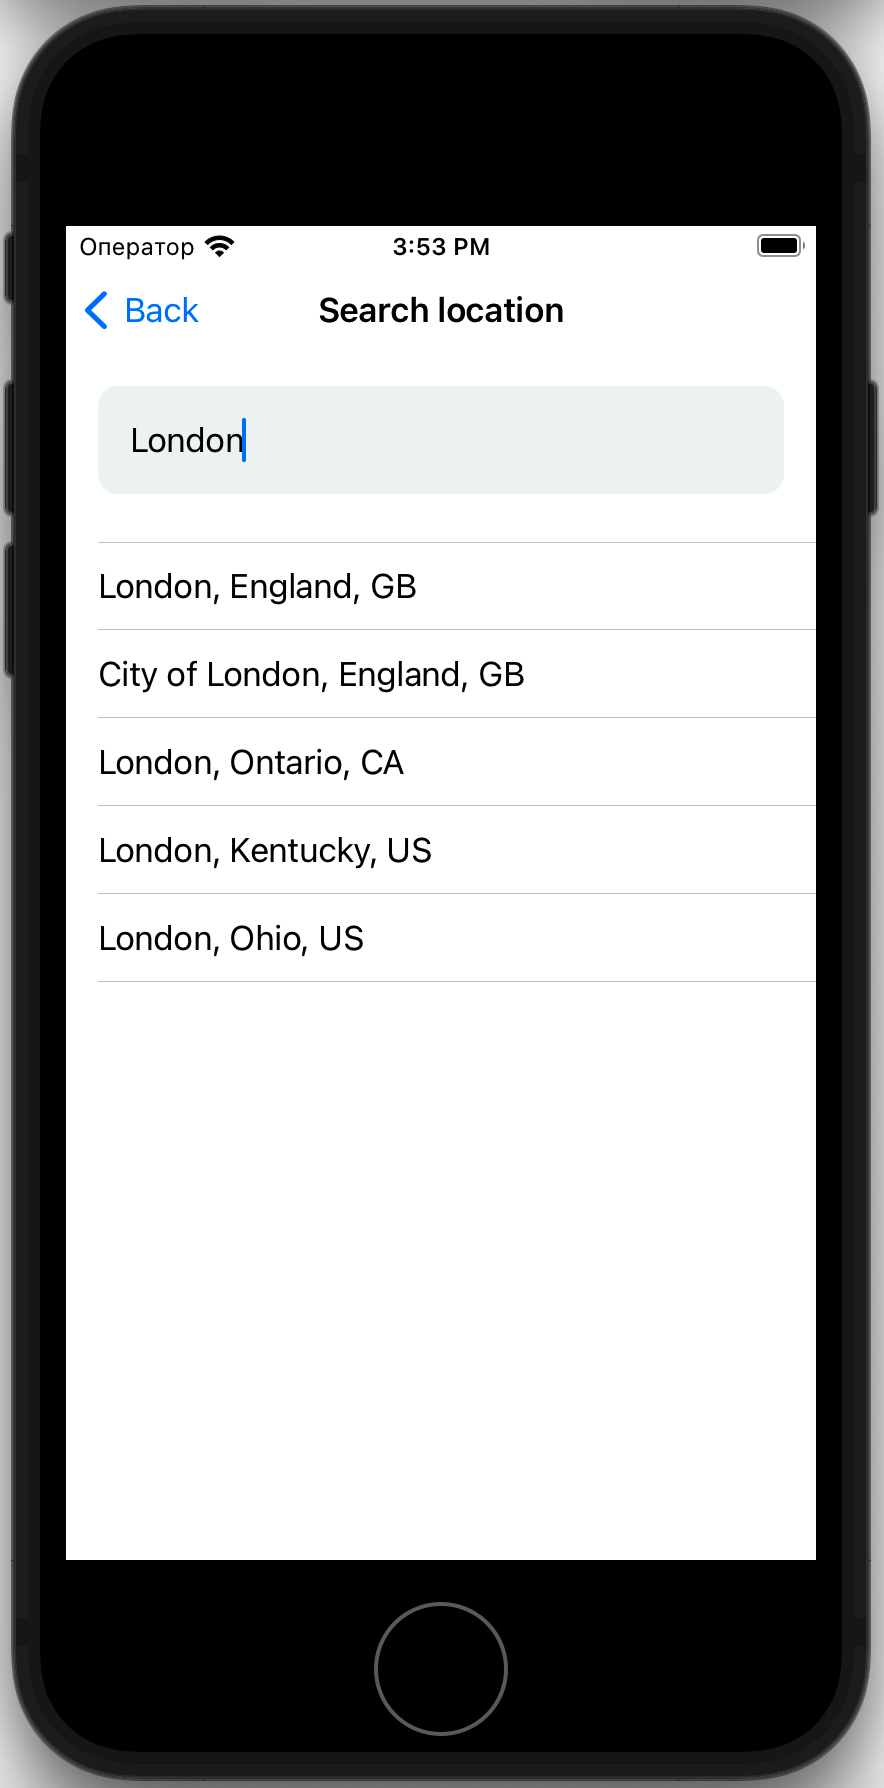 Оператор 3:53 PM
Back Search location
London
London, England, GB
City of London, England, GB
London, Ontario, CA
London, Kentucky, US
London, Ohio, US